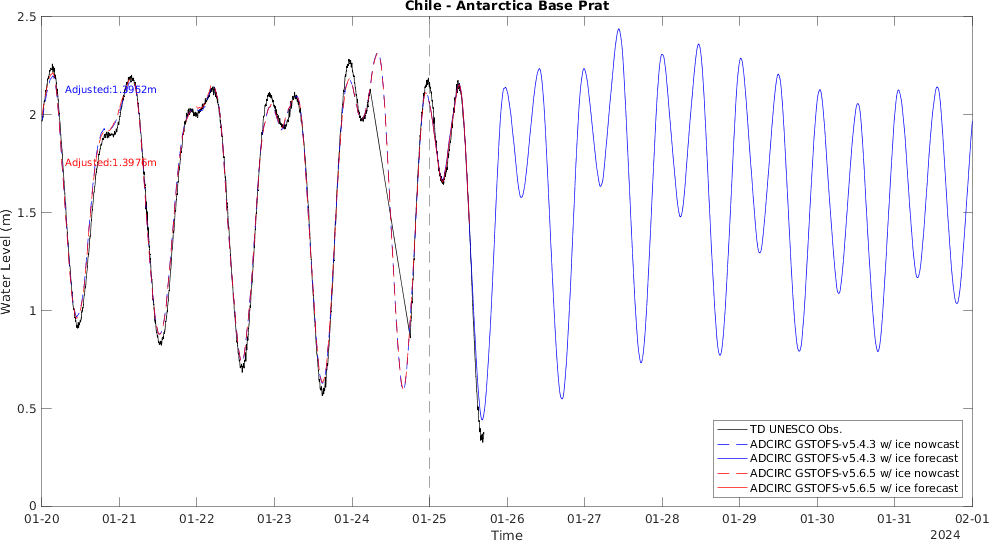 Chile - Antarctica Base Prat
2.5
2
1.5
1
0.5
0
Water Level (m)
Adjusted:1.3962m
Adjusted:1.3976m
TD UNESCO Obs.
ADCIRC GSTOFS-v5.4.3 w/ ice nowcast
ADCIRC GSTOFS-v5.4.3 w/ ice forecast
ADCIRC GSTOFS-v5.6.5 w/ ice nowcast
ADCIRC GSTOFS-v5.6.5 w/ ice forecast
01-20 01-21 01-22 01-23 01-24 01-25 01-26 01-27 01-28 01-29 01-30 01-31 02-01
Time
2024